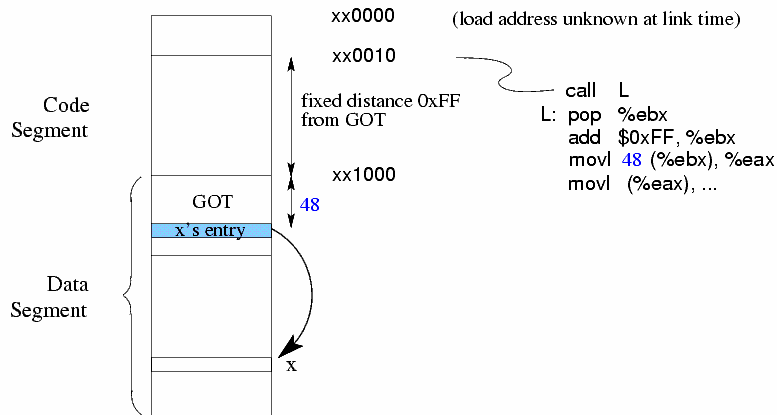 xx0000
(load address unknown at link time)
xx0010
call L
L: pop %ebx
add $0xFF, %ebx
movl 48 (%ebx), %eax
movl (%eax), ...
Code
Segment
fixed distance 0xFF
from GOT
xx1000
GOT
48
x's entry
Data
Segment
x